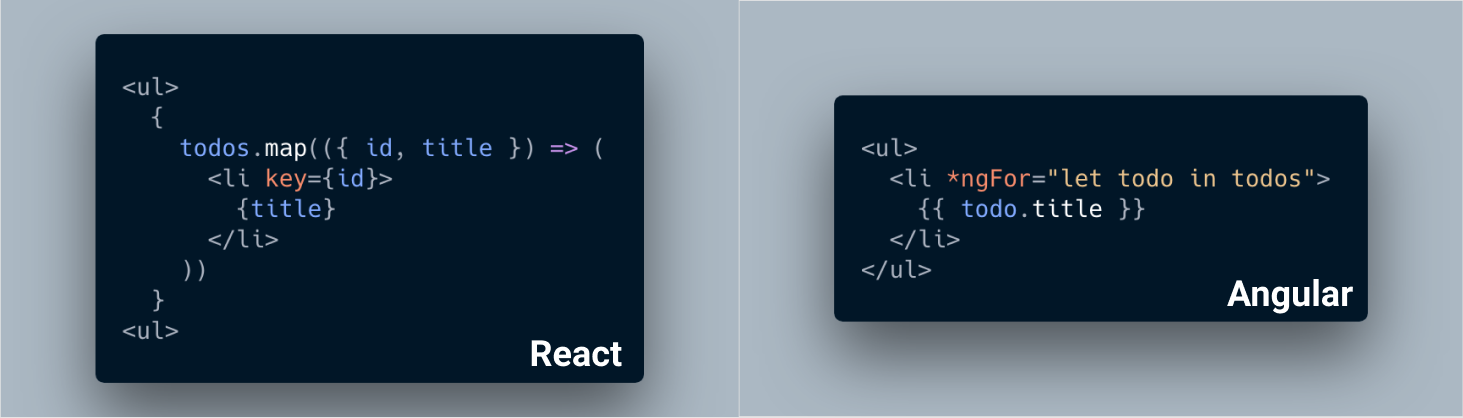 <ul>
{
todos.map(({ id, title }) => (
<li key={id}>
{title}
</li>
))
}
<ul>
React
<ul>
<li *ngFor="let todo in todos">
{{ todo.title }}
</li>
</ul>
Angular